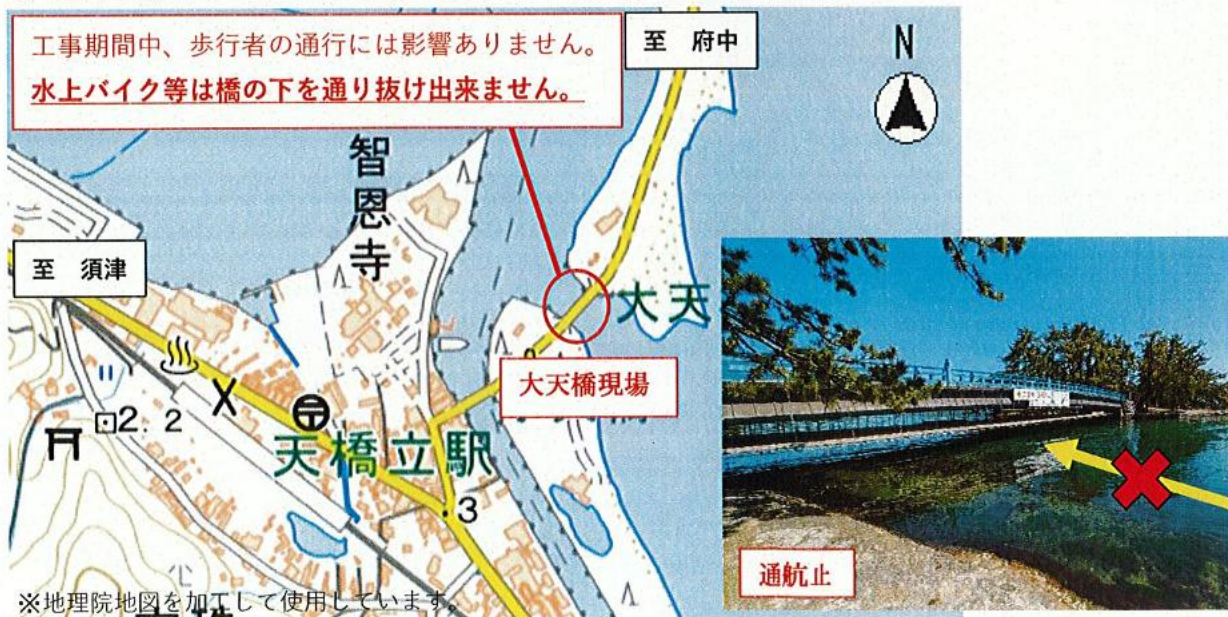 工事期間中、歩行者の通行には影響ありません。
水上バイク等は橋の下を通り抜け出来ません。
至 府中
N
智恩寺
至 須津
大天
大天橋現場
2.2
天橋立駅
3
通航止
※地理院地図を加工して使用しています。